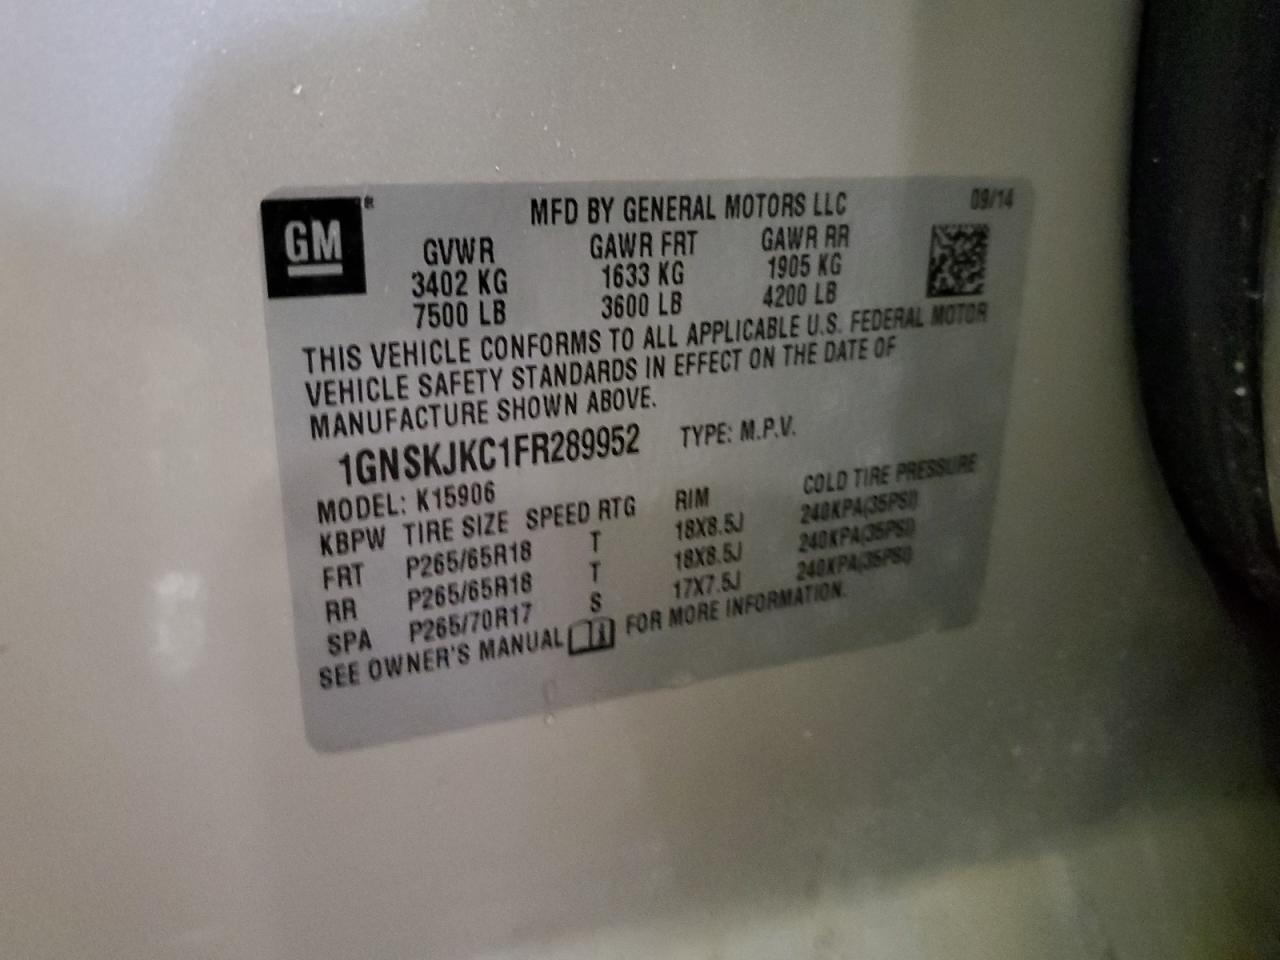 GM®
MFD BY GENERAL MOTORS LLC 09/14
GVWR GAWR FRT GAWR RR
3402 KG 1633 KG 1905 KG
7500 LB 3600 LB 4200 LB
THIS VEHICLE CONFORMS TO ALL APPLICABLE U.S. FEDERAL MOTOR
VEHICLE SAFETY STANDARDS IN EFFECT ON THE DATE OF
MANUFACTURE SHOWN ABOVE.
1GNSKJKC1FR289952 TYPE: M.P.V.
MODEL: K15906
KBPW TIRE SIZE SPEED RTG RIM COLD TIRE PRESSURE
FRT P265/65R18 T 18X8.5J 240KPA(35PSI)
RR P265/65R18 T 18X8.5J 240KPA(35PSI)
SPA P265/70R17 S 17X7.5J 240KPA(35PSI)
SEE OWNER'S MANUAL FOR MORE INFORMATION.